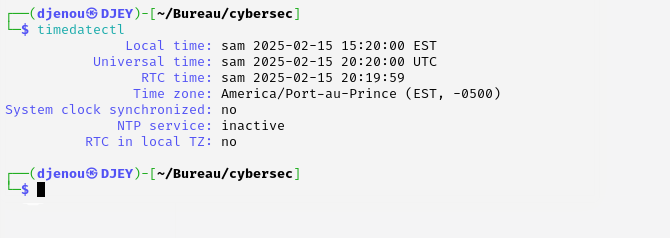 ┌──(djenou㉿DJEY)-[~/Bureau/cybersec]
└─$ timedatectl
               Local time: sam 2025-02-15 15:20:00 EST
           Universal time: sam 2025-02-15 20:20:00 UTC
                 RTC time: sam 2025-02-15 20:19:59
                Time zone: America/Port-au-Prince (EST, -0500)
System clock synchronized: no
              NTP service: inactive
          RTC in local TZ: no
┌──(djenou㉿DJEY)-[~/Bureau/cybersec]
└─$